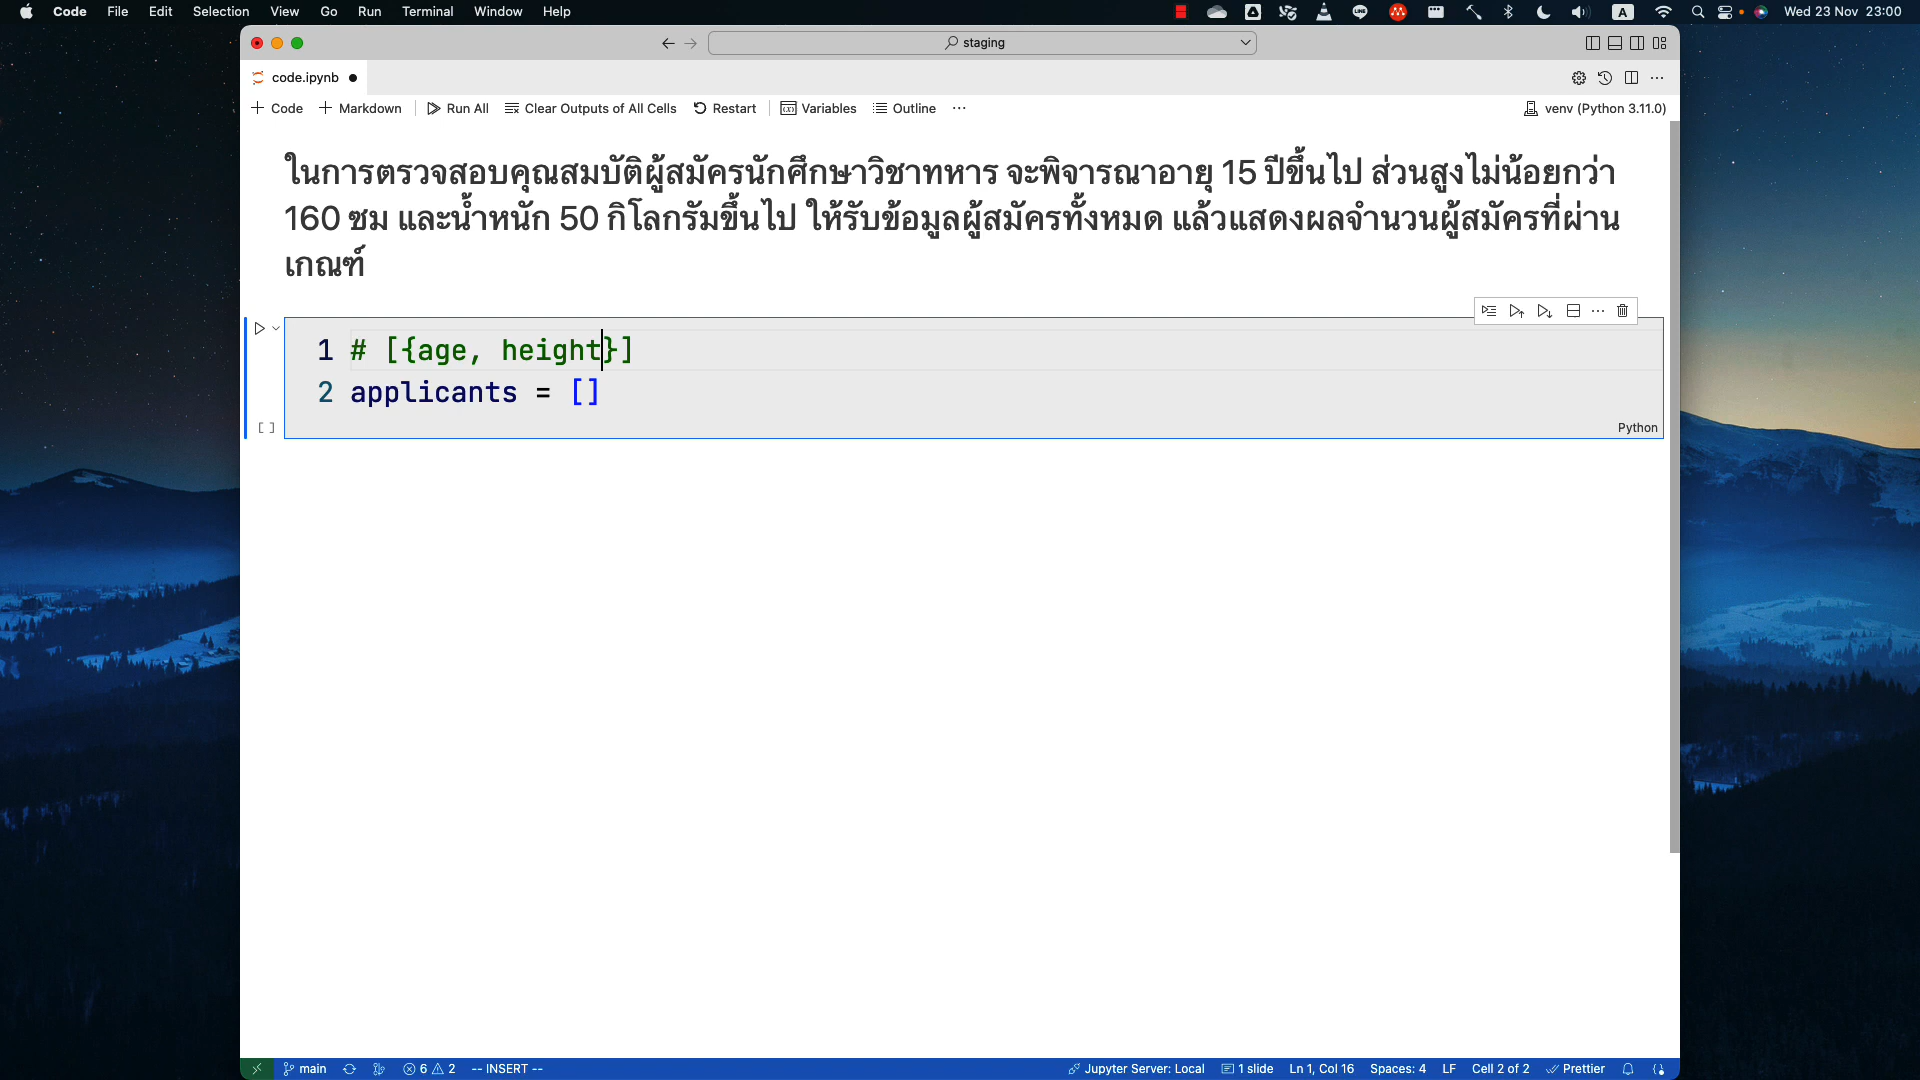 Code File Edit Selection View Go Run Terminal Window Help A Wed 23 Nov 23:00
staging
code.ipynb
Code Markdown Run All Clear Outputs of All Cells Restart Variables Outline venv (Python 3.11.0)
ในการตรวจสอบคุณสมบัติผู้สมัครนักศึกษาวิชาทหาร จะพิจารณาอายุ 15 ปีขึ้นไป ส่วนสูงไม่น้อยกว่า
160 ซม และน้ำหนัก 50 กิโลกรัมขึ้นไป ให้รับข้อมูลผู้สมัครทั้งหมด แล้วแสดงผลจำนวนผู้สมัครที่ผ่าน
เกณฑ์
1 # [{age, height}]
2 applicants = []
[ ] Python
main 6 2 -- INSERT -- Jupyter Server: Local 1 slide Ln 1, Col 16 Spaces: 4 LF Cell 2 of 2 Prettier